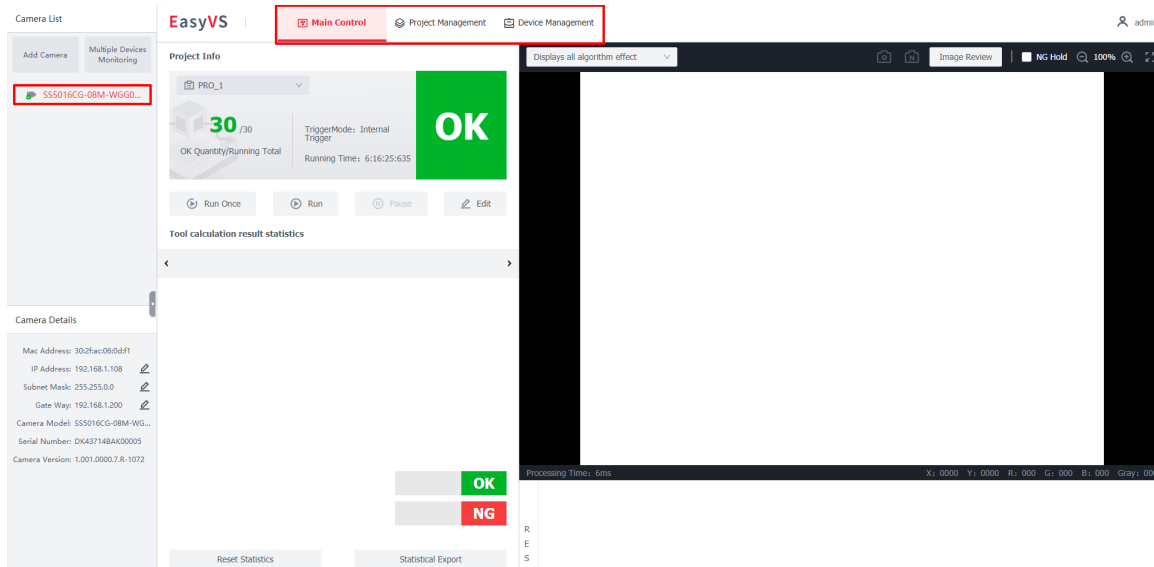 Camera List
Add Camera
Multiple Devices
Monitoring
SS5016CG-08M-WGG0...
Camera Details
Mac Address: 30:2f:ac:06:0d:f1
IP Address: 192.168.1.108
Subnet Mask: 255.255.0.0
Gate Way: 192.168.1.200
Camera Model: SS5016CG-08M-WG...
Serial Number: DK43714BAK00005
Camera Version: 1.001.0000.7.R-1072
EasyVS
Main Control
Project Management
Device Management
admin
Project Info
PRO_1
30 /30
OK Quantity/Running Total
TriggerMode: Internal
Trigger
Running Time: 6:16:25:635
OK
Run Once
Run
Pause
Edit
Tool calculation result statistics
OK
NG
Reset Statistics
Statistical Export
Displays all algorithm effect
Image Review
NG Hold
100%
Processing Time: 6ms
X: 0000 Y: 0000 R: 000 G: 000 B: 000 Gray: 00
R
E
S